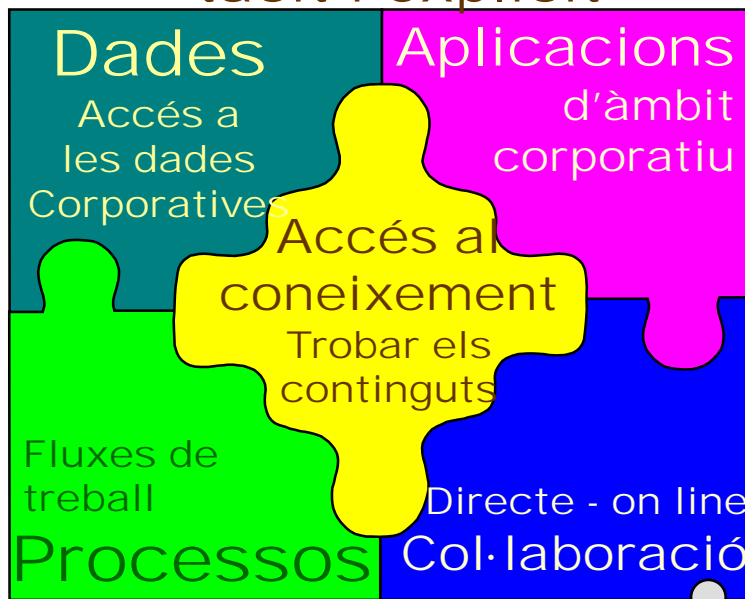 Dades
Accés a
les dades
Corporatives
Aplicacions
d'àmbit
corporatiu
Accés al
coneixement
Trobar els
continguts
Fluxes de
treball
Processos
Directe - on line
Col·laboració